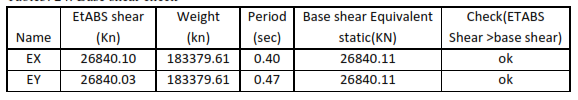 EtABS shear Weight Period Base shear Equivalent Check(ETABS
Name (Kn) (kn) (sec) static(KN) Shear >base shear)
EX 26840.10 183379.61 0.40 26840.11 ok
EY 26840.03 183379.61 0.47 26840.11 ok